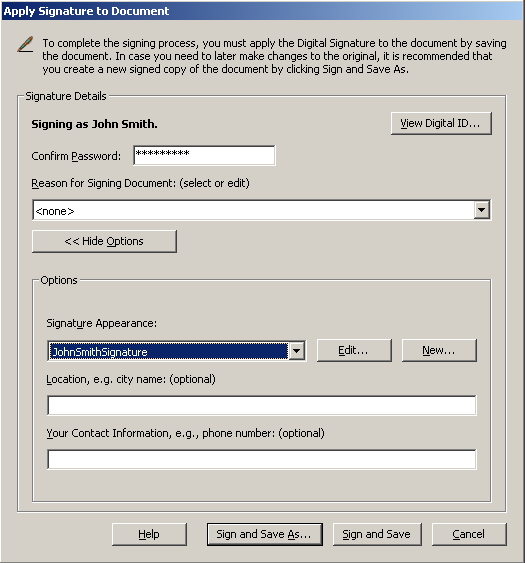 Apply Signature to Document
To complete the signing process, you must apply the Digital Signature to the document by saving
the document. In case you need to later make changes to the original, it is recommended that
you create a new signed copy of the document by clicking Sign and Save As.
Signature Details
Signing as John Smith.
View Digital ID...
Confirm Password: *********
Reason for Signing Document: (select or edit)
<none>
<< Hide Options
Options
Signature Appearance:
JohnSmithSignature
Edit...
New...
Location, e.g. city name: (optional)
Your Contact Information, e.g., phone number: (optional)
Help
Sign and Save As...
Sign and Save
Cancel